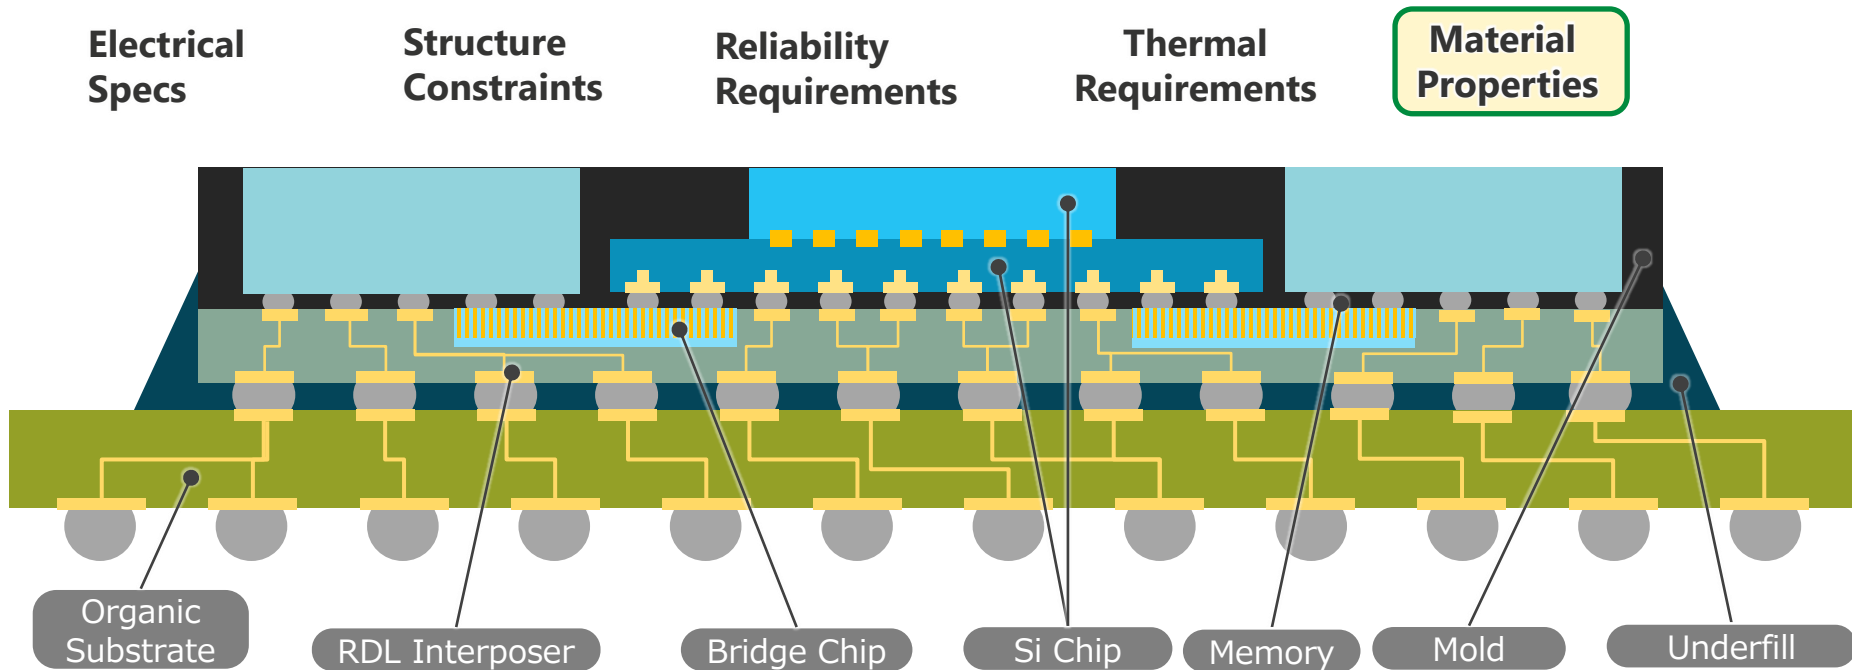 Electrical
Specs
Structure
Constraints
Reliability
Requirements
Thermal
Requirements
Material
Properties
Organic
Substrate
RDL Interposer
Bridge Chip
Si Chip
Memory
Mold
Underfill